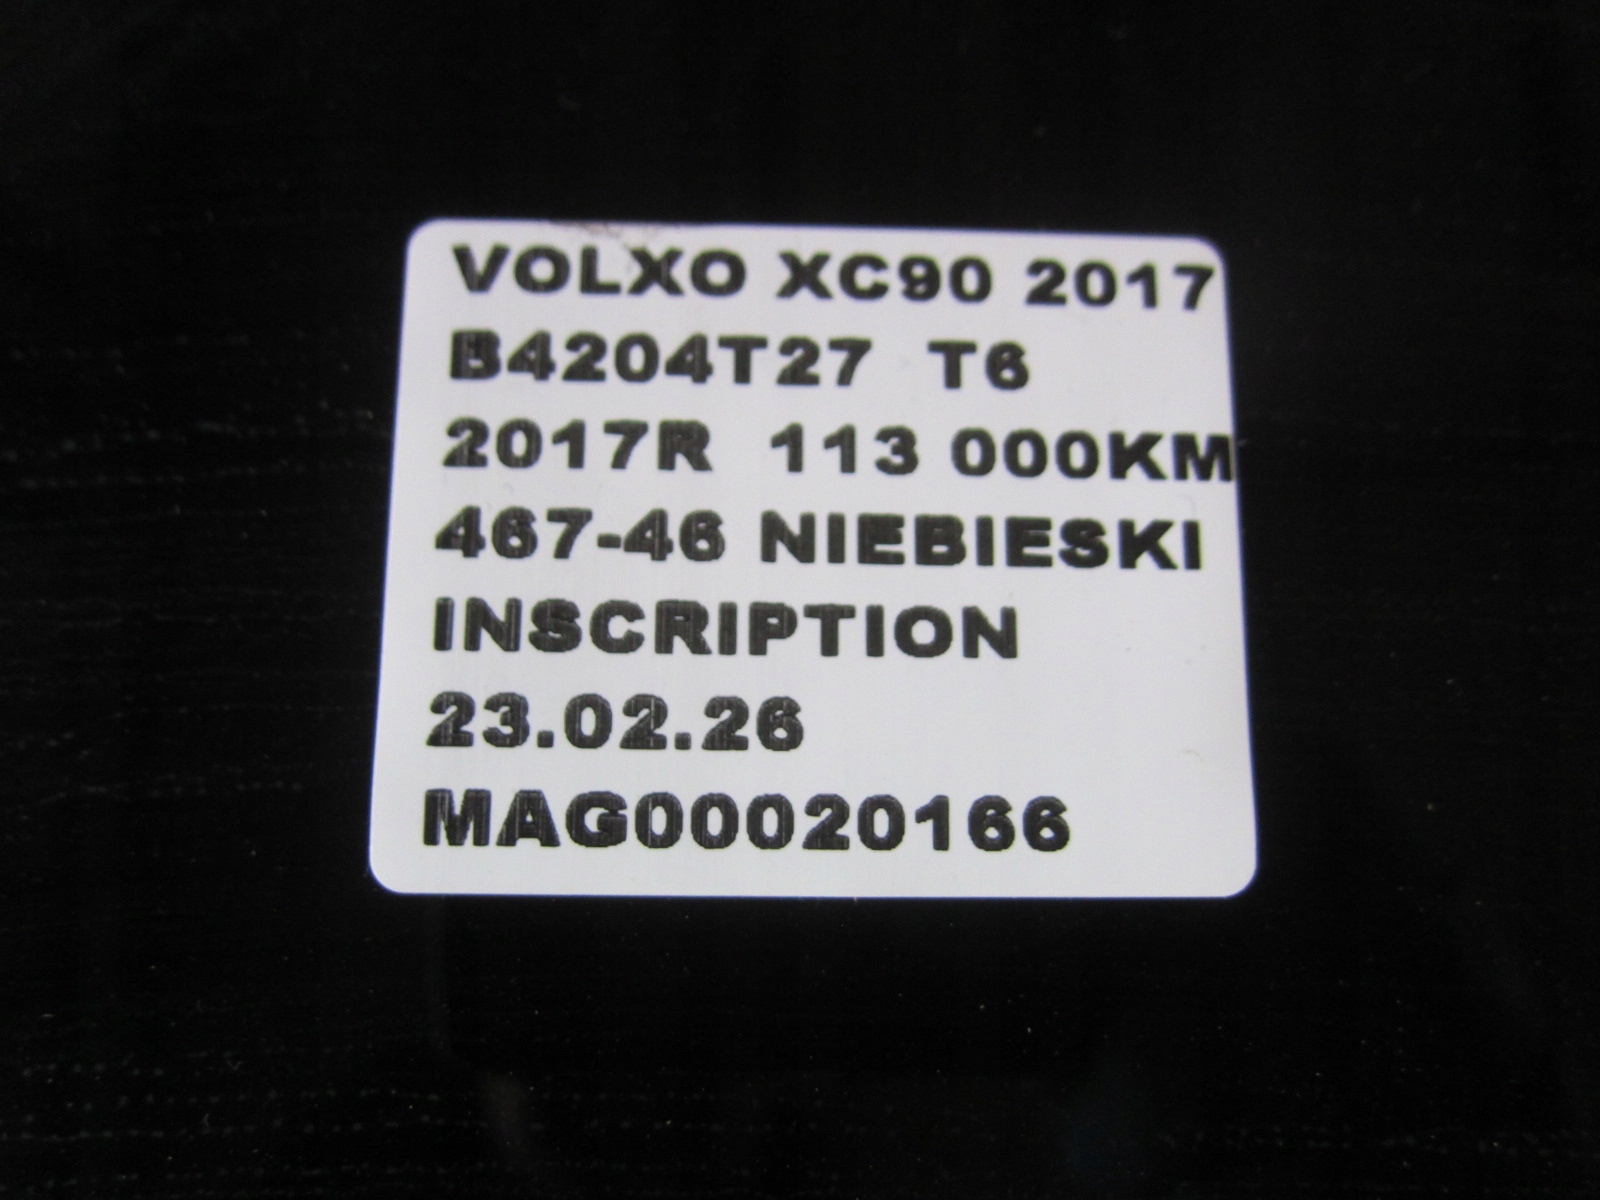 VOLXO XC90 2017
B4204T27 T6
2017R 113 000KM
467-46 NIEBIESKI
INSCRIPTION
23.02.26
MAG00020166